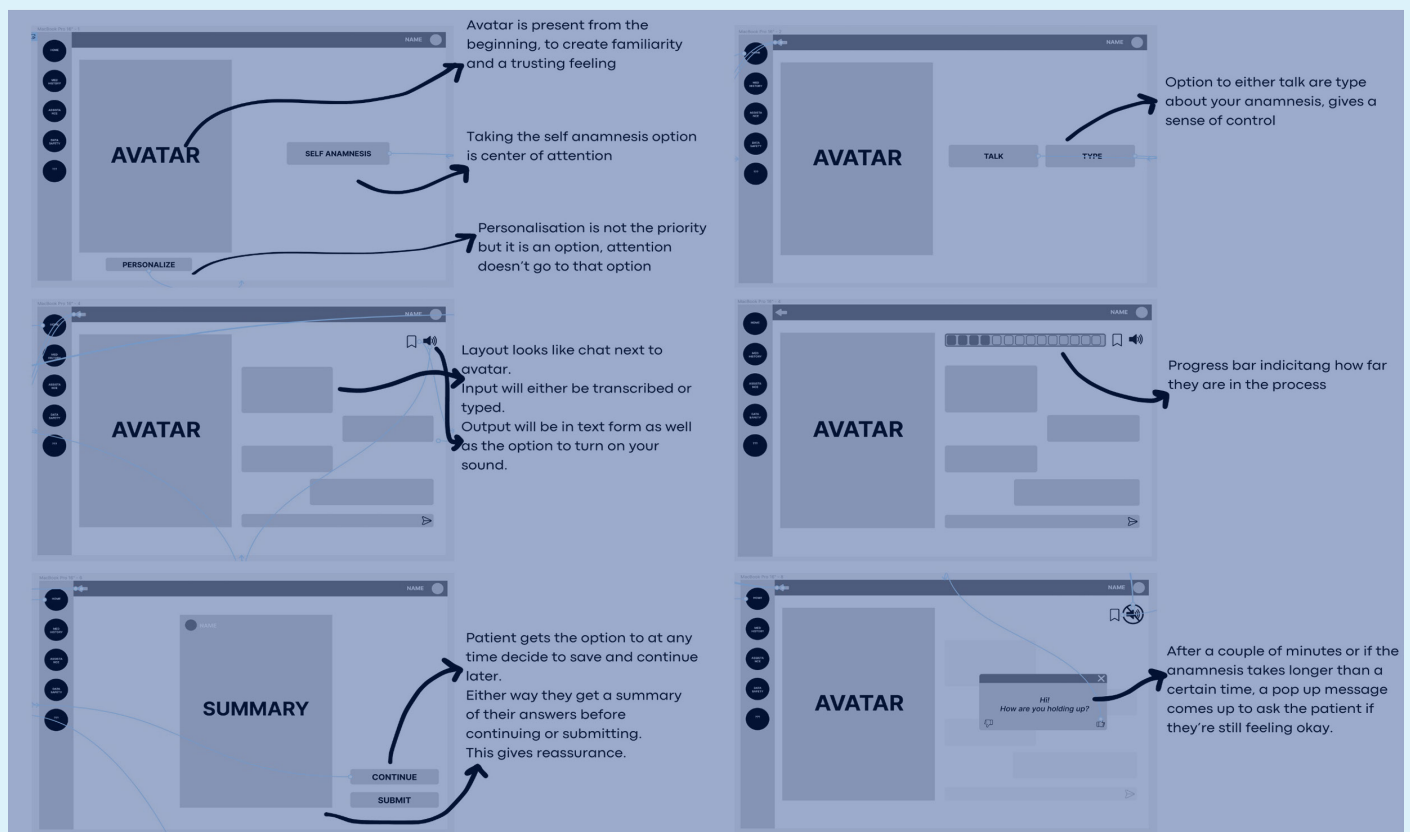 MacBook Pro 16" - 2
NAME
HOME
MED HISTORY
DATA SAFETY
AVATAR
SELF ANAMNESIS
PERSONALIZE
Avatar is present from the
beginning, to create familiarity
and a trusting feeling
Taking the self anamnesis option
is center of attention
Personalisation is not the priority
but it is an option, attention
doesn't go to that option
NAME
AVATAR
TALK
TYPE
Option to either talk are type
about your anamnesis, gives a
sense of control
NAME
AVATAR
Layout looks like chat next to
avatar.
Input will either be transcribed or
typed.
Output will be in text form as well
as the option to turn on your
sound.
NAME
AVATAR
Progress bar indicitang how far
they are in the process
NAME
SUMMARY
CONTINUE
SUBMIT
Patient gets the option to at any
time decide to save and continue
later.
Either way they get a summary
of their answers before
continuing or submitting.
This gives reassurance.
NAME
AVATAR
Hi!
How are you holding up?
After a couple of minutes or if the
anamnesis takes longer than a
certain time, a pop up message
comes up to ask the patient if
they're still feeling okay.